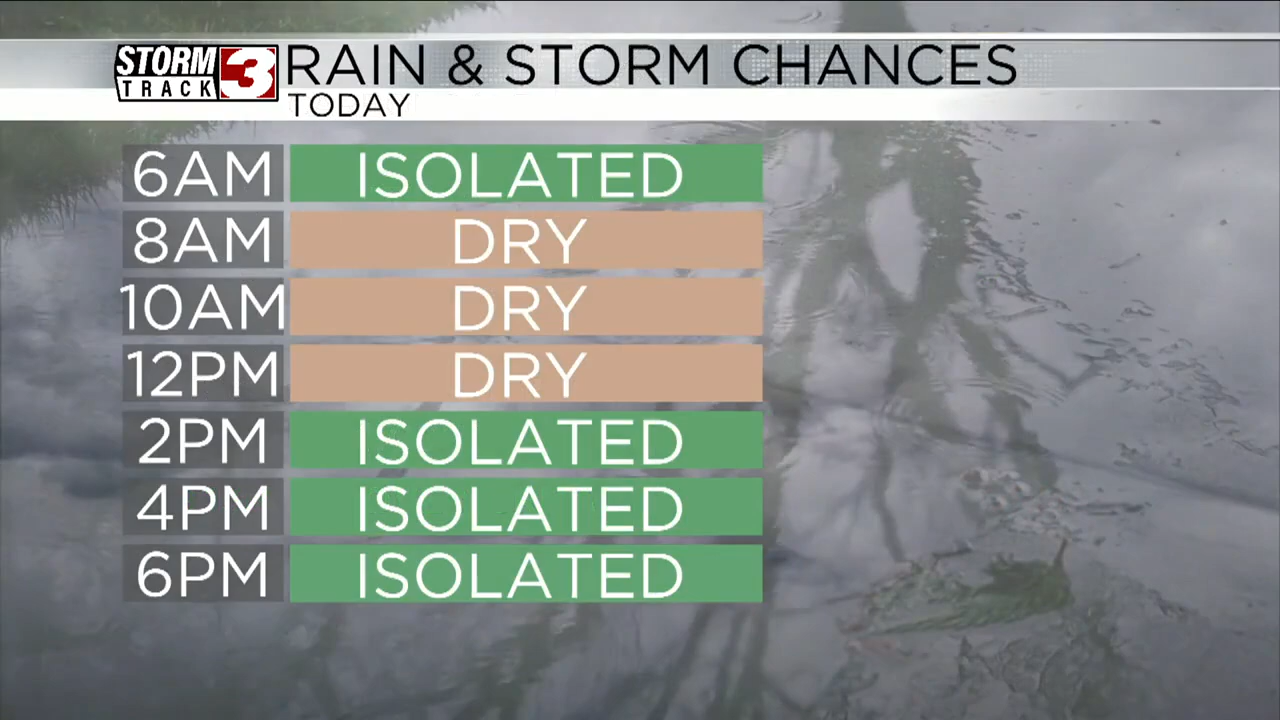 STORM TRACK 3
RAIN & STORM CHANCES
TODAY
6AM ISOLATED
8AM DRY
10AM DRY
12PM DRY
2PM ISOLATED
4PM ISOLATED
6PM ISOLATED